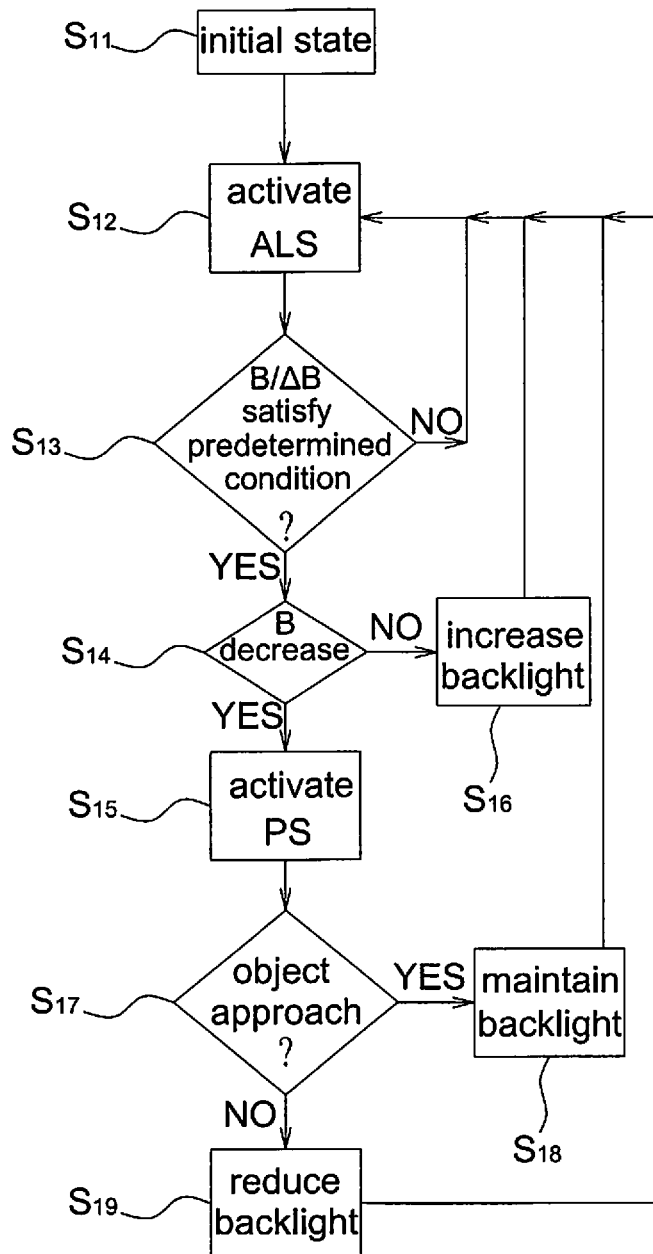 S11
initial state
S12
activate
ALS
B/ΔB
satisfy
predetermined
condition
?
S13
NO
YES
B
decrease
S14
NO
increase
backlight
YES
S16
activate
PS
S15
object
approach
?
S17
YES
maintain
backlight
NO
S18
reduce
backlight
S19